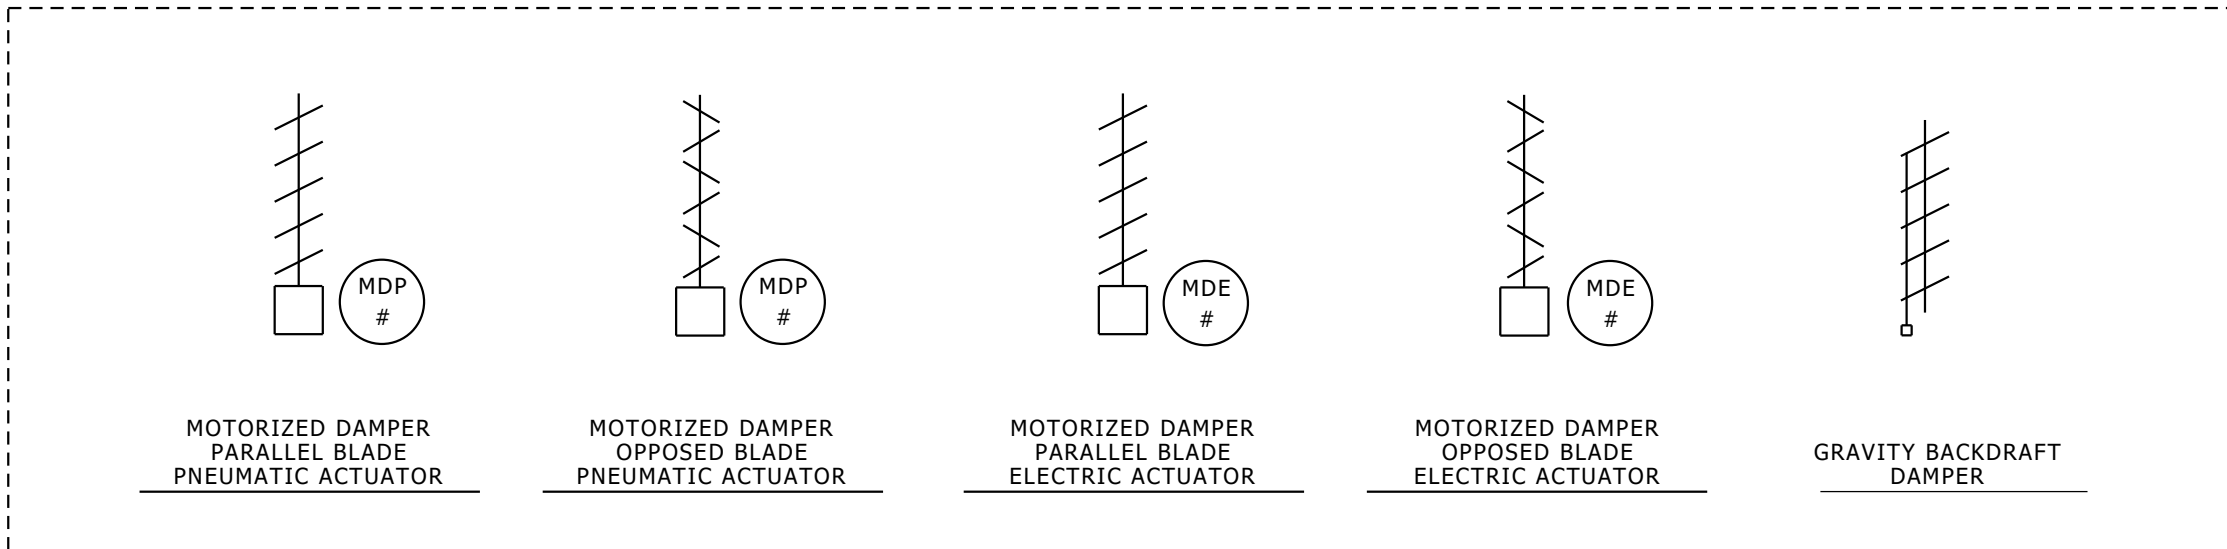 MDP
#
MDP
#
MDE
#
MDE
#
MOTORIZED DAMPER
PARALLEL BLADE
PNEUMATIC ACTUATOR
MOTORIZED DAMPER
OPPOSED BLADE
PNEUMATIC ACTUATOR
MOTORIZED DAMPER
PARALLEL BLADE
ELECTRIC ACTUATOR
MOTORIZED DAMPER
OPPOSED BLADE
ELECTRIC ACTUATOR
GRAVITY BACKDRAFT
DAMPER